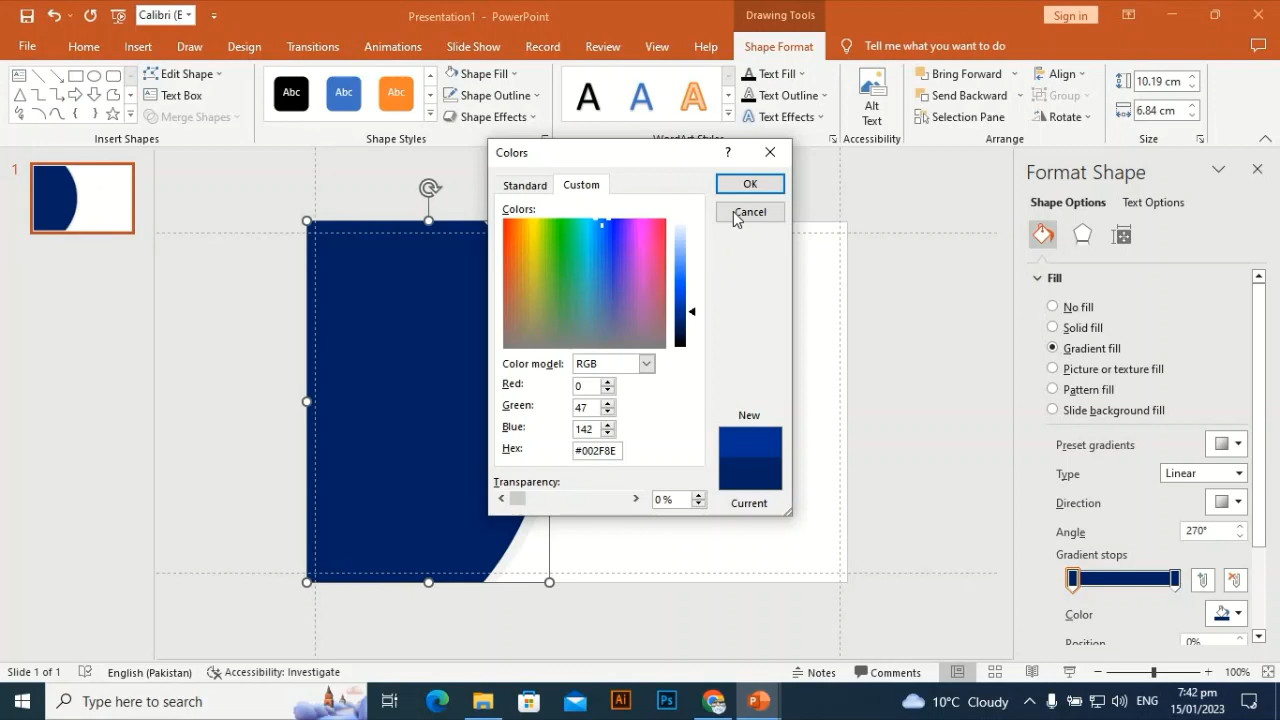 Calibri (E
Presentation1 - PowerPoint
Drawing Tools
Sign in
File
Home
Insert
Draw
Design
Transitions
Animations
Slide Show
Record
Review
View
Help
Shape Format
Tell me what you want to do
Edit Shape
Text Box
Merge Shapes
Insert Shapes
Abc
Abc
Abc
Shape Fill
Shape Outline
Shape Effects
Shape Styles
A
A
A
Text Fill
Text Outline
Text Effects
WordArt Styles
Alt
Text
Accessibility
Bring Forward
Send Backward
Selection Pane
Align
Group
Rotate
Arrange
10.19 cm
6.84 cm
Size
1
Colors
?
Standard
Custom
OK
Cancel
Colors:
Color model:
RGB
Red:
0
Green:
47
Blue:
142
Hex:
#002F8E
Transparency:
0 %
New
Current
Format Shape
Shape Options
Text Options
Fill
No fill
Solid fill
Gradient fill
Picture or texture fill
Pattern fill
Slide background fill
Preset gradients
Type
Linear
Direction
Angle
270°
Gradient stops
Color
Position
0%
Slide 1 of 1
English (Pakistan)
Accessibility: Investigate
Notes
Comments
100%
Type here to search
Ai
Ps
P
10°C Cloudy
ENG
7:42 pm
15/01/2023